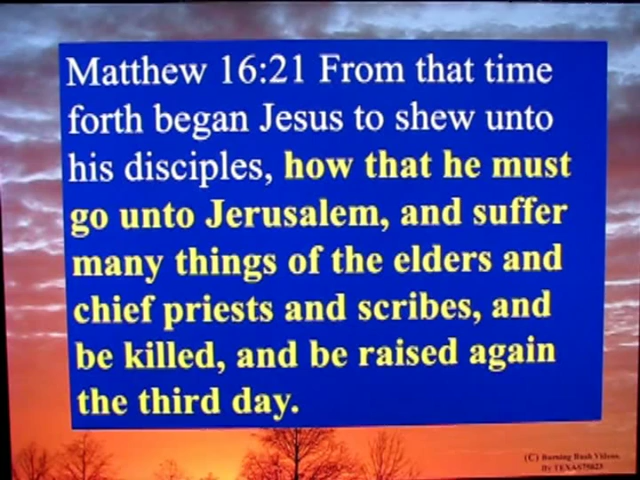 Matthew 16:21 From that time
forth began Jesus to shew unto
his disciples, how that he must
go unto Jerusalem, and suffer
many things of the elders and
chief priests and scribes, and
be killed, and be raised again
the third day.
(C) Burning Bush Videos
By TEXAS75023